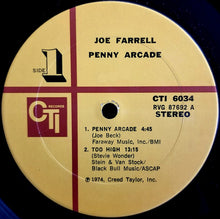 JOE FARRELL
PENNY ARCADE
SIDE 1
CTI 6034
RVG 87692 A
STEREO
CTI
RECORDS
1. PENNY ARCADE 4:45
(Joe Beck)
Faraway Music, Inc./BMI
2. TOO HIGH 13:15
(Stevie Wonder)
Stein & Van Stock/
Black Bull Music/ASCAP
℗1974, Creed Taylor, Inc.